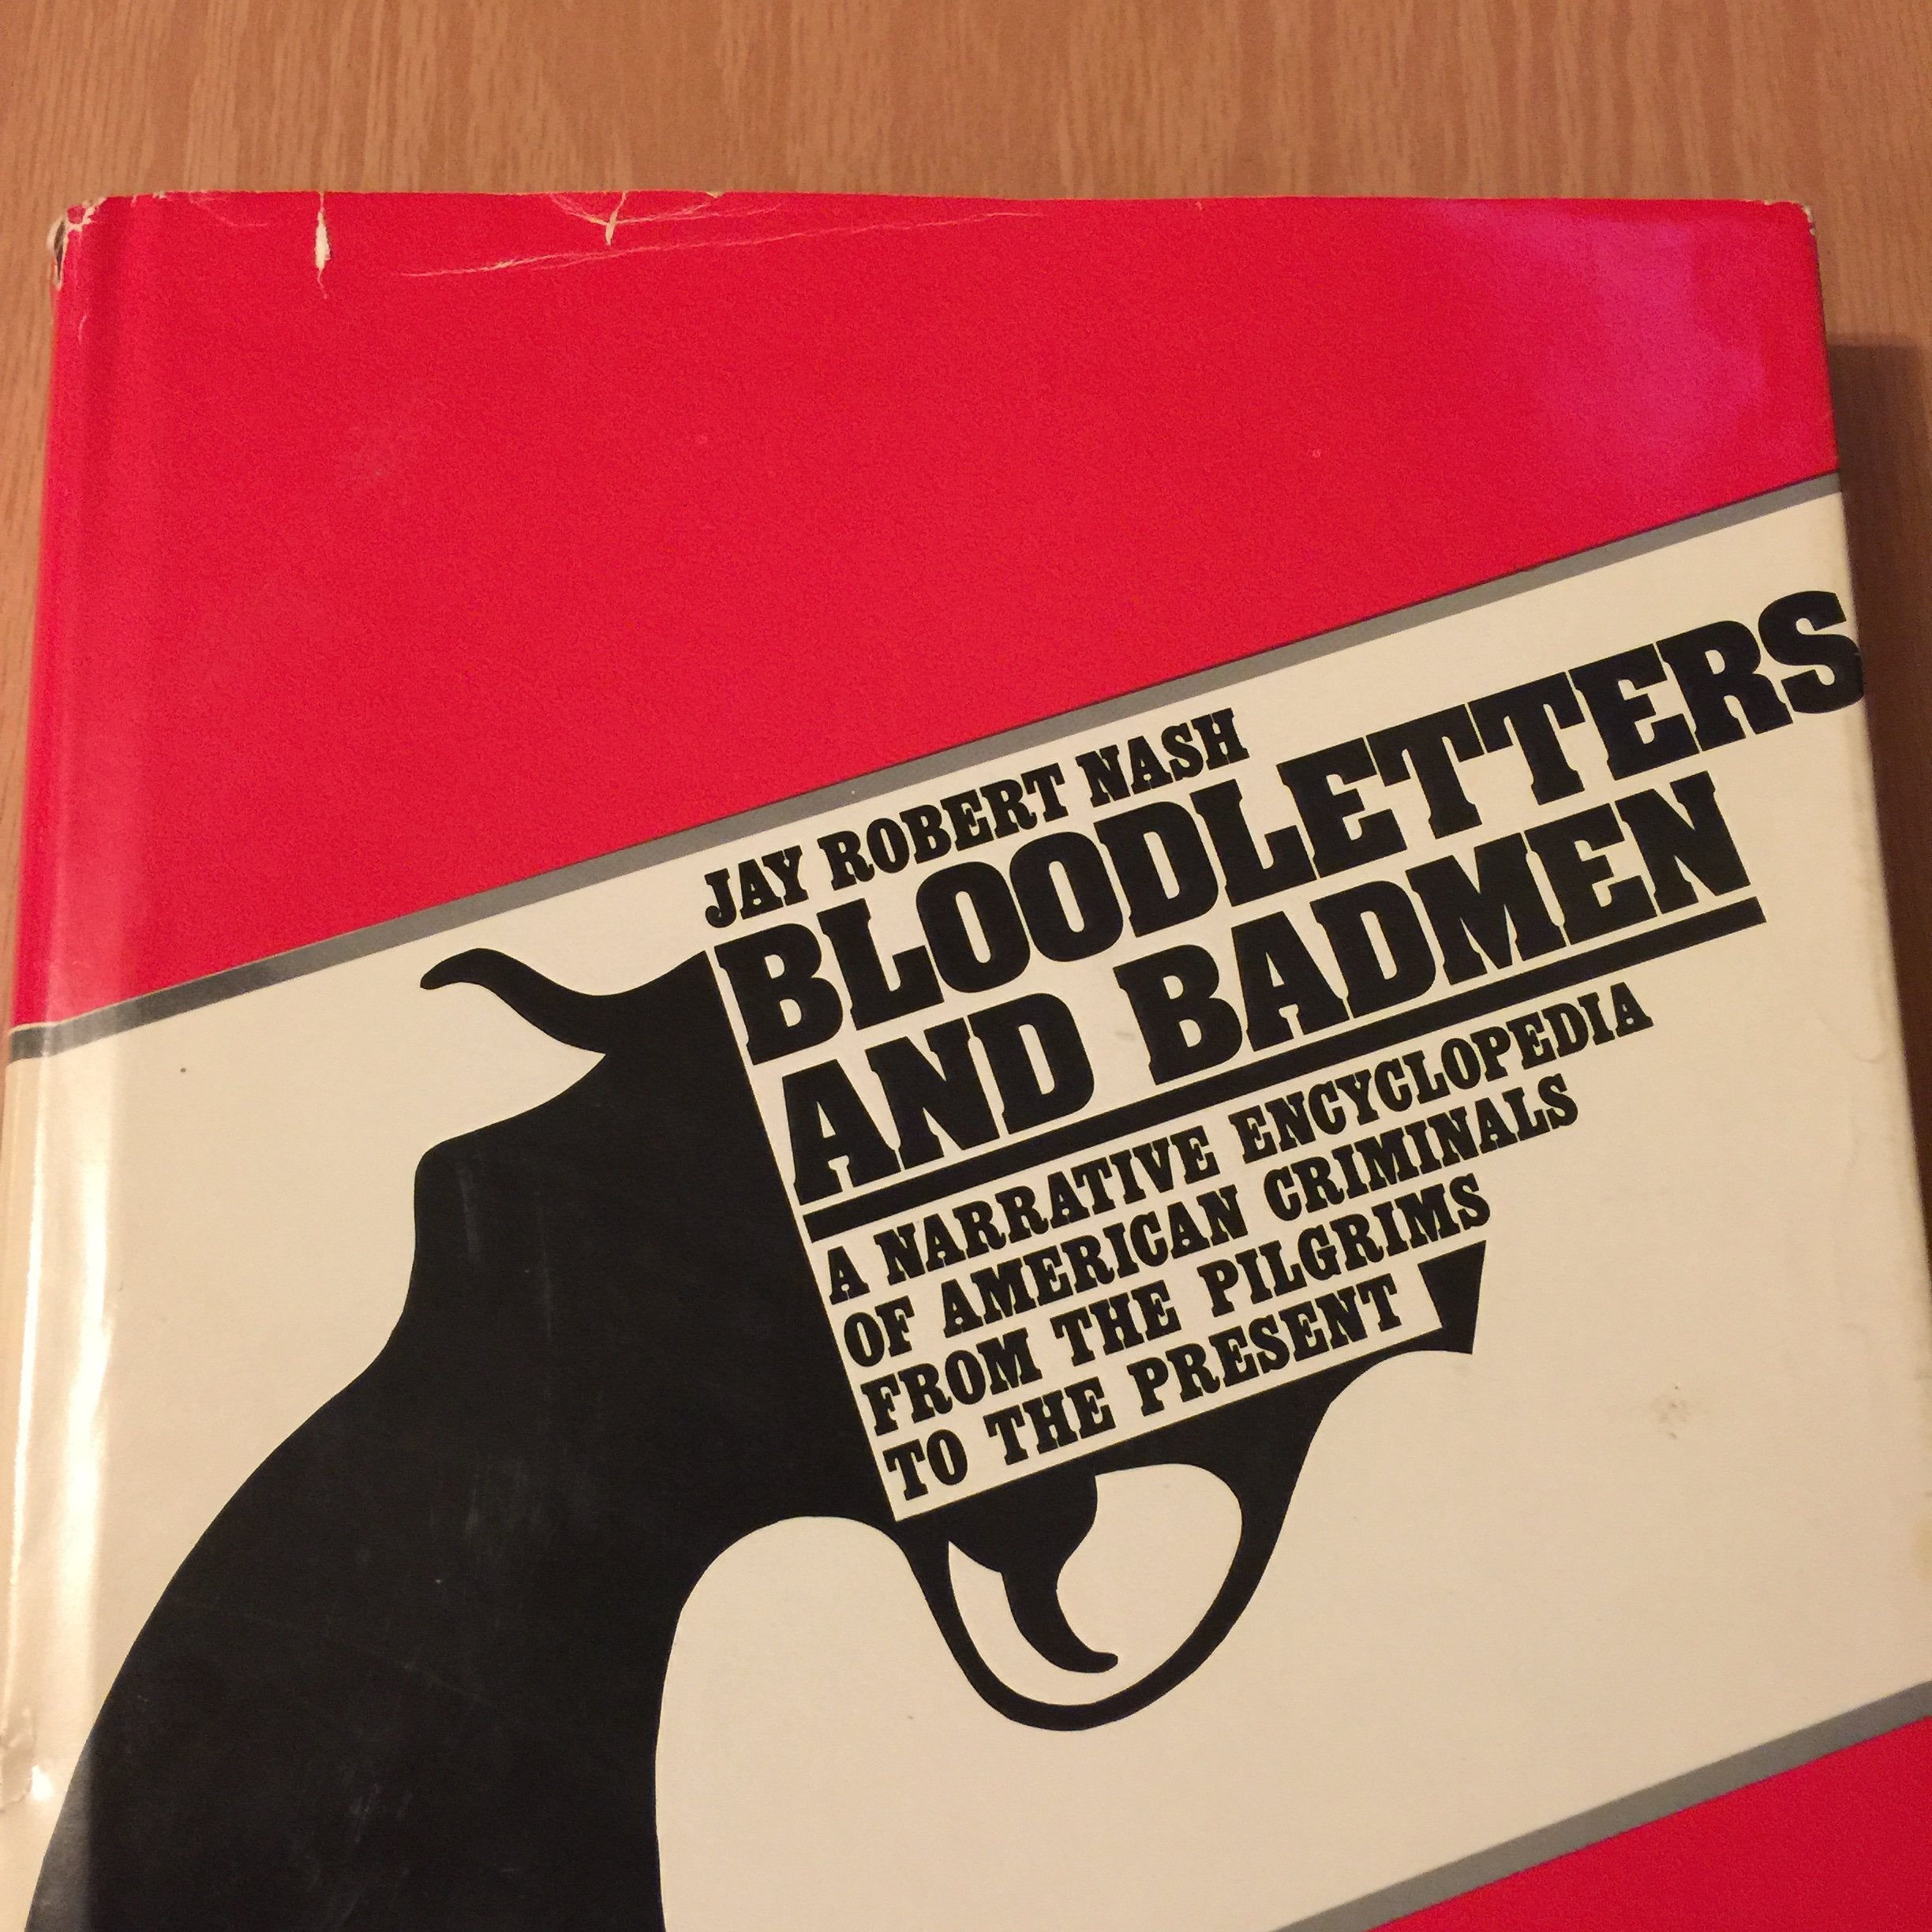 JAY ROBERT NASH
BLOODLETTERS
AND BADMEN
A NARRATIVE ENCYCLOPEDIA
OF AMERICAN CRIMINALS
FROM THE PILGRIMS
TO THE PRESENT